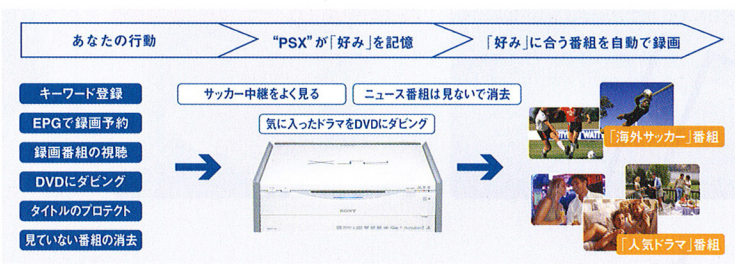 あなたの行動
“PSX”が「好み」を記憶
「好み」に合う番組を自動で録画
キーワード登録
EPGで録画予約
録画番組の視聴
DVDにダビング
タイトルのプロテクト
見ていない番組の消去
サッカー中継をよく見る
ニュース番組は見ないで消去
気に入ったドラマをDVDにダビング
SONY
「海外サッカー」番組
「人気ドラマ」番組